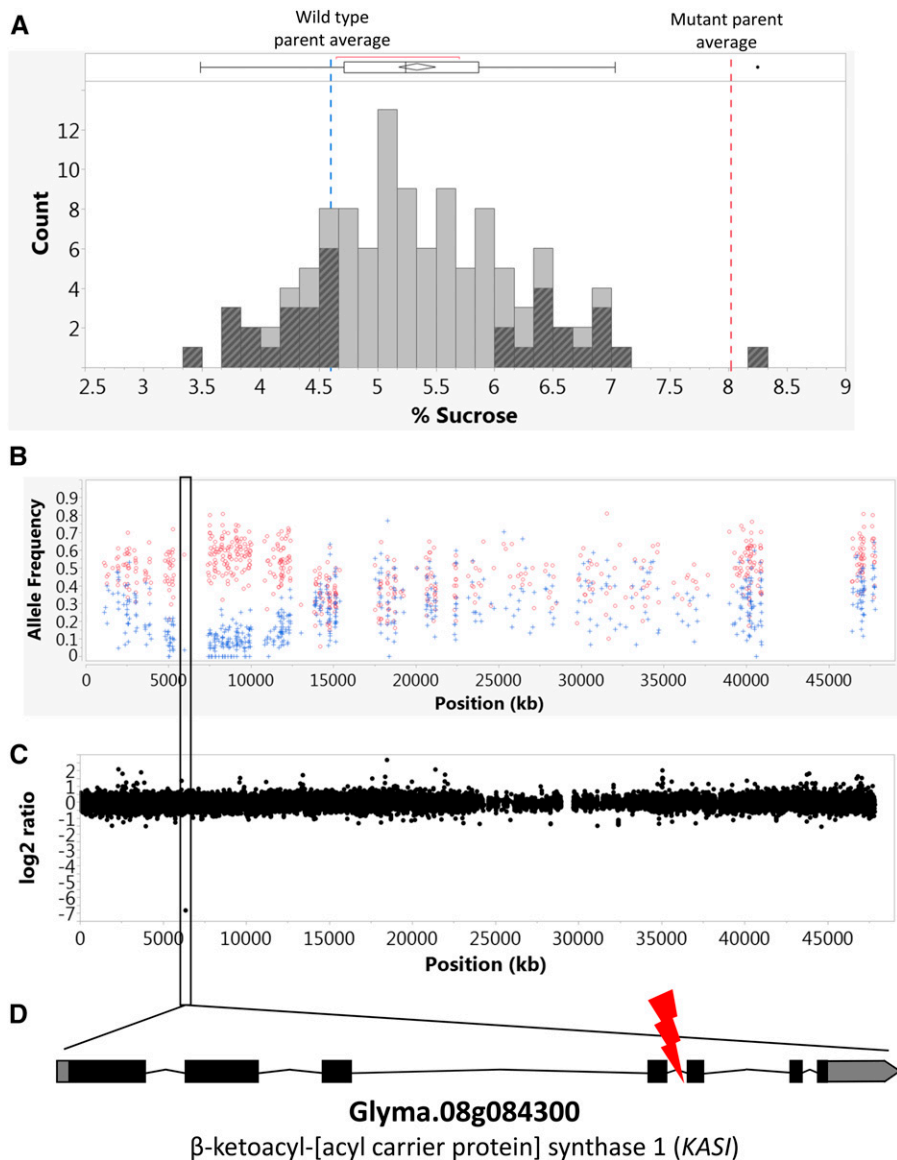 A
Wild type
parent average
Mutant parent
average
Count
12
10
8
6
4
2
2.5 3 3.5 4 4.5 5 5.5 6 6.5 7 7.5 8 8.5 9
% Sucrose
B
Allele Frequency
0.9
0.8
0.7
0.6
0.5
0.4
0.3
0.2
0.1
0
0 5000 10000 15000 20000 25000 30000 35000 40000 45000
Position (kb)
C
log2 ratio
2
1
0
-1
-2
-3
-4
-5
-6
-7
0 5000 10000 15000 20000 25000 30000 35000 40000 45000
Position (kb)
D
Glyma.08g084300
β-ketoacyl-[acyl carrier protein] synthase 1 (KASI)